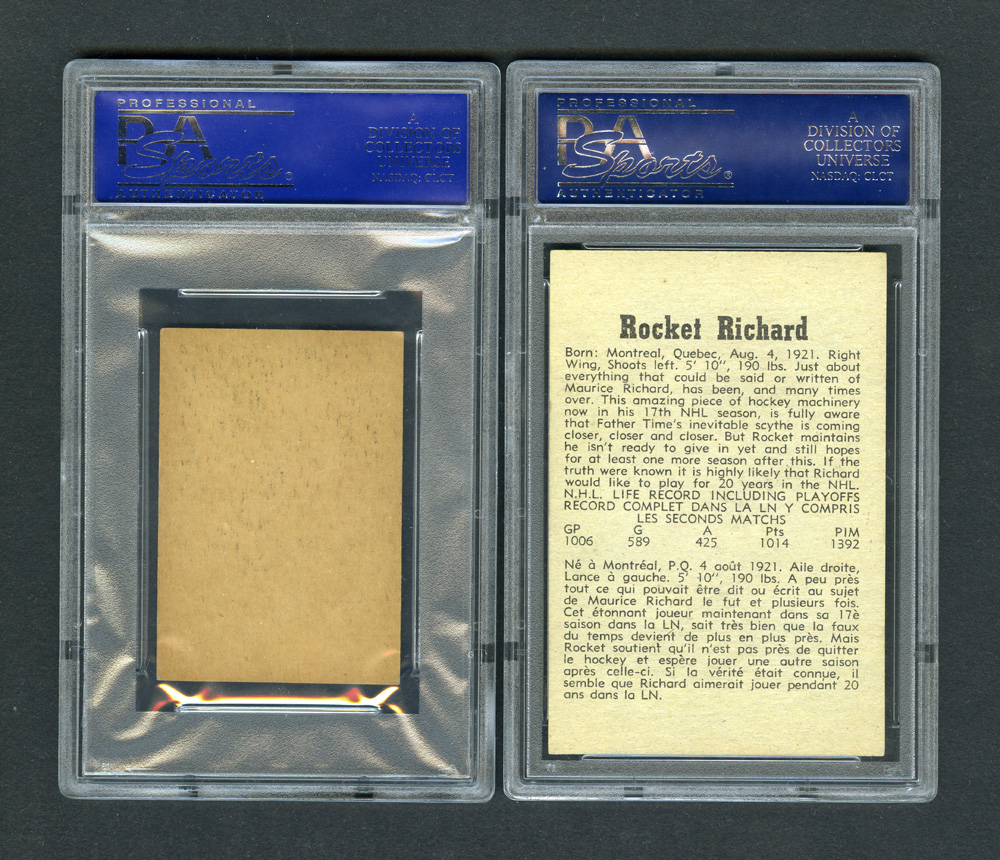 PROFESSIONAL
PSA
Sports®
AUTHENTICATOR
A
DIVISION OF
COLLECTORS
UNIVERSE
NASDAQ: CLCT
PROFESSIONAL
PSA
Sports®
AUTHENTICATOR
A
DIVISION OF
COLLECTORS
UNIVERSE
NASDAQ: CLCT
Rocket Richard
Born: Montreal, Quebec, Aug. 4, 1921. Right
Wing, Shoots left. 5' 10", 190 lbs. Just about
everything that could be said or written of
Maurice Richard, has been, and many times
over. This amazing piece of hockey machinery
now in his 17th NHL season, is fully aware
that Father Time's inevitable scythe is coming
closer, closer and closer. But Rocket maintains
he isn't ready to give in yet and still hopes
for at least one more season after this. If the
truth were known it is highly likely that Richard
would like to play for 20 years in the NHL.
N.H.L. LIFE RECORD INCLUDING PLAYOFFS
RECORD COMPLET DANS LA LN Y COMPRIS
LES SECONDS MATCHS
GP G A Pts PIM
1006 589 425 1014 1392
Né à Montréal, P.Q. 4 août 1921. Aile droite,
Lance à gauche. 5' 10", 190 lbs. A peu près
tout ce qui pouvait être dit ou écrit au sujet
de Maurice Richard le fut et plusieurs fois.
Cet étonnant joueur maintenant dans sa 17è
saison dans la LN, sait très bien que la faux
du temps devient de plus en plus près. Mais
Rocket soutient qu'il n'est pas près de quitter
le hockey et espère jouer une autre saison
après celle-ci. Si la vérité était connue, il
semble que Richard aimerait jouer pendant 20
ans dans la LN.